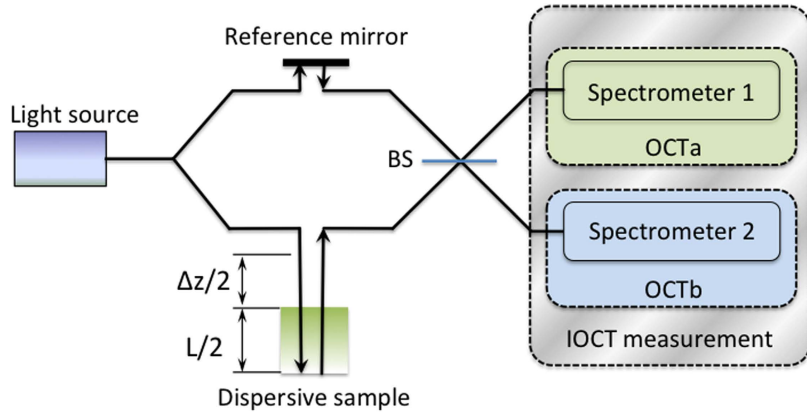 Reference mirror
Light source
Spectrometer 1
OCTa
BS
Spectrometer 2
OCTb
Δz/2
L/2
IOCT measurement
Dispersive sample